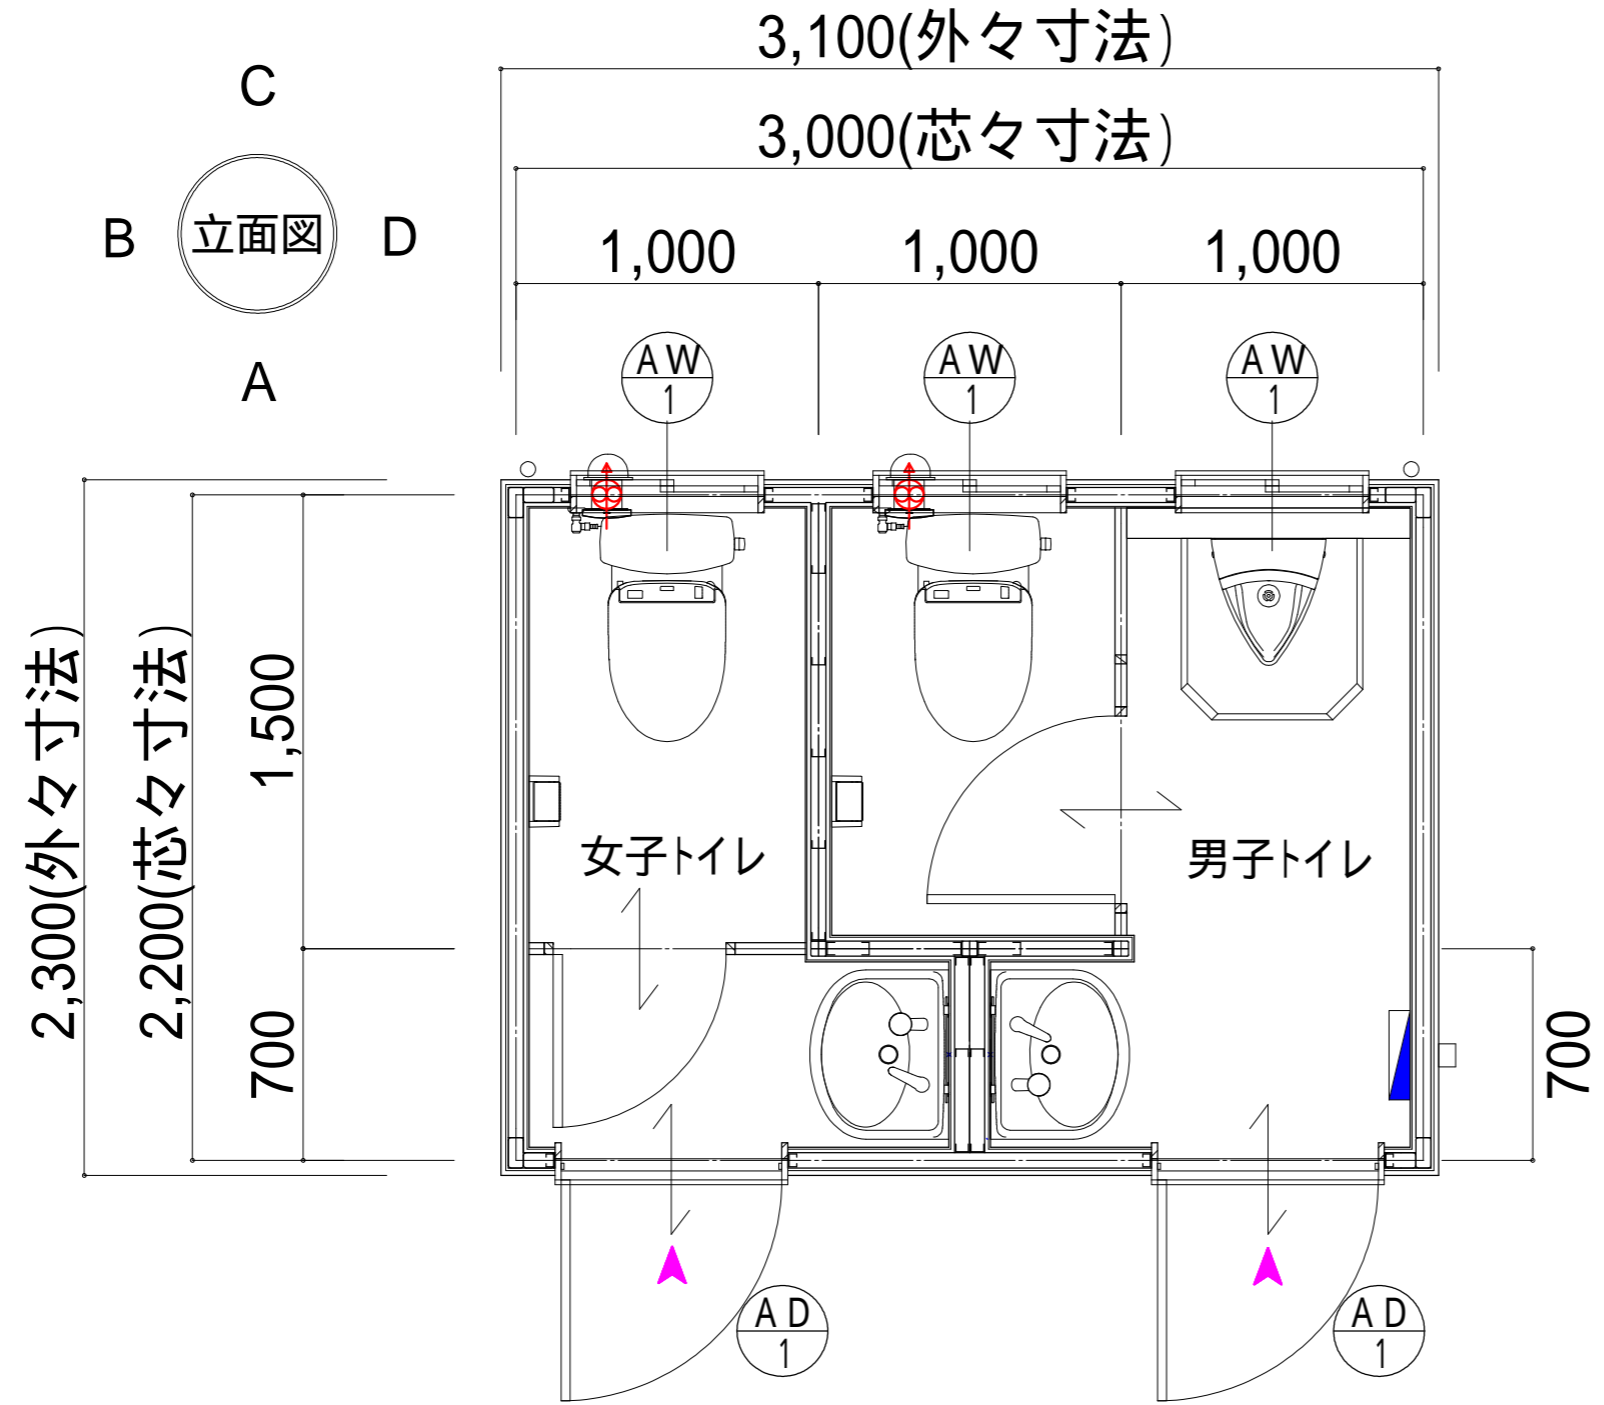 3,100(外々寸法)
3,000(芯々寸法)
1,000
1,000
1,000
C
B
立面図
D
A
AW
1
AW
1
AW
1
2,300(外々寸法)
2,200(芯々寸法)
1,500
700
女子トイレ
男子トイレ
700
AD
1
AD
1